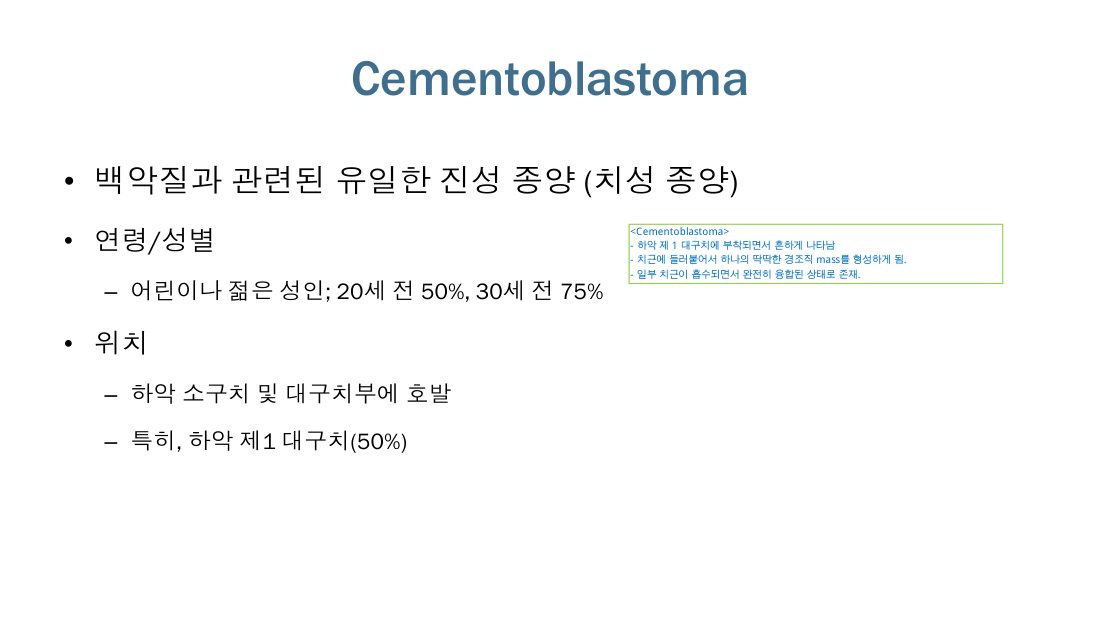 Cementoblastoma
• 백악질과 관련된 유일한 진성 종양 (치성 종양)
• 연령/성별
– 어린이나 젊은 성인; 20세 전 50%, 30세 전 75%
<Cementoblastoma>
- 하악 제 1 대구치에 부착되면서 흔하게 나타남
- 치근에 들러붙어서 하나의 딱딱한 경조직 mass를 형성하게 됨.
- 일부 치근이 흡수되면서 완전히 융합된 상태로 존재.
• 위치
– 하악 소구치 및 대구치부에 호발
– 특히, 하악 제1 대구치(50%)